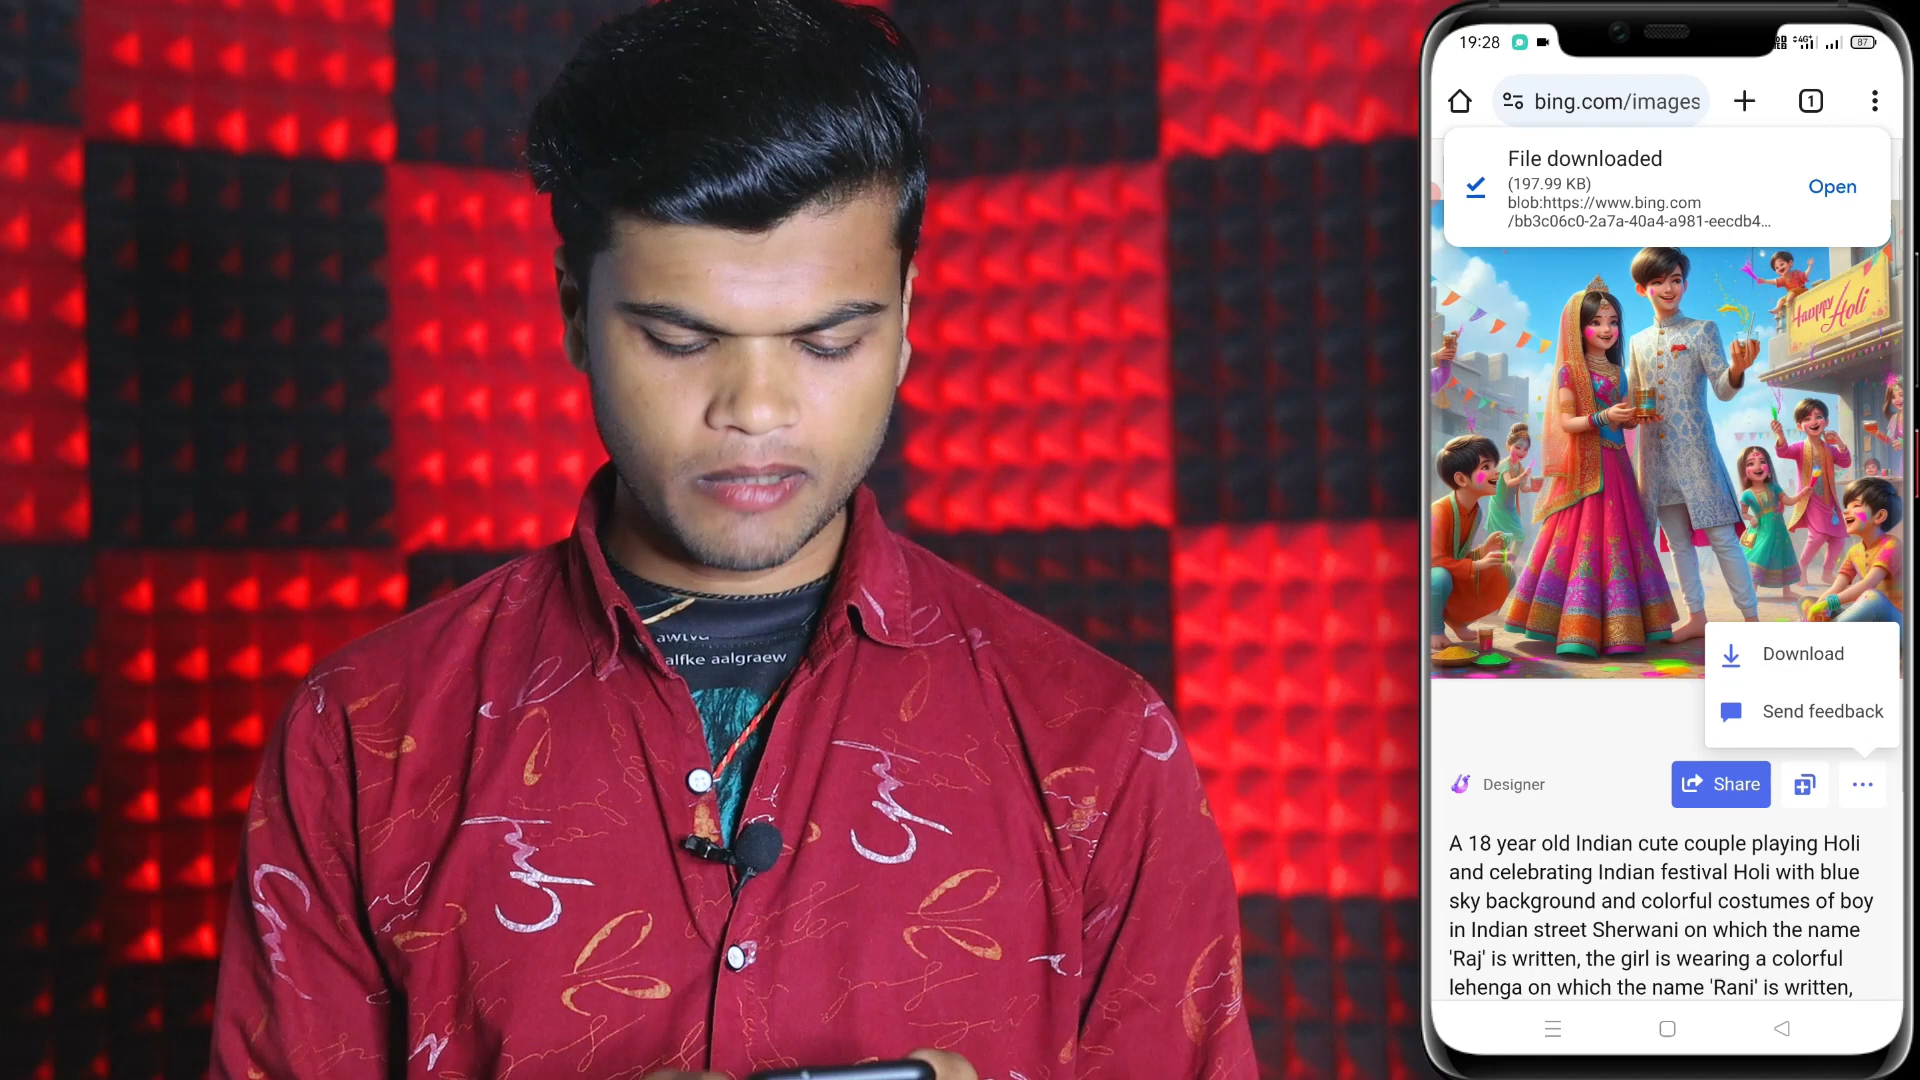 awtvu
alfke aalgraew
19:28
4G+
87
bing.com/images
1
File downloaded
(197.99 KB)
blob:https://www.bing.com
/bb3c06c0-2a7a-40a4-a981-eecdb4...
Open
Happy Holi
Download
Send feedback
Designer
Share
A 18 year old Indian cute couple playing Holi
and celebrating Indian festival Holi with blue
sky background and colorful costumes of boy
in Indian street Sherwani on which the name
'Raj' is written, the girl is wearing a colorful
lehenga on which the name 'Rani' is written,